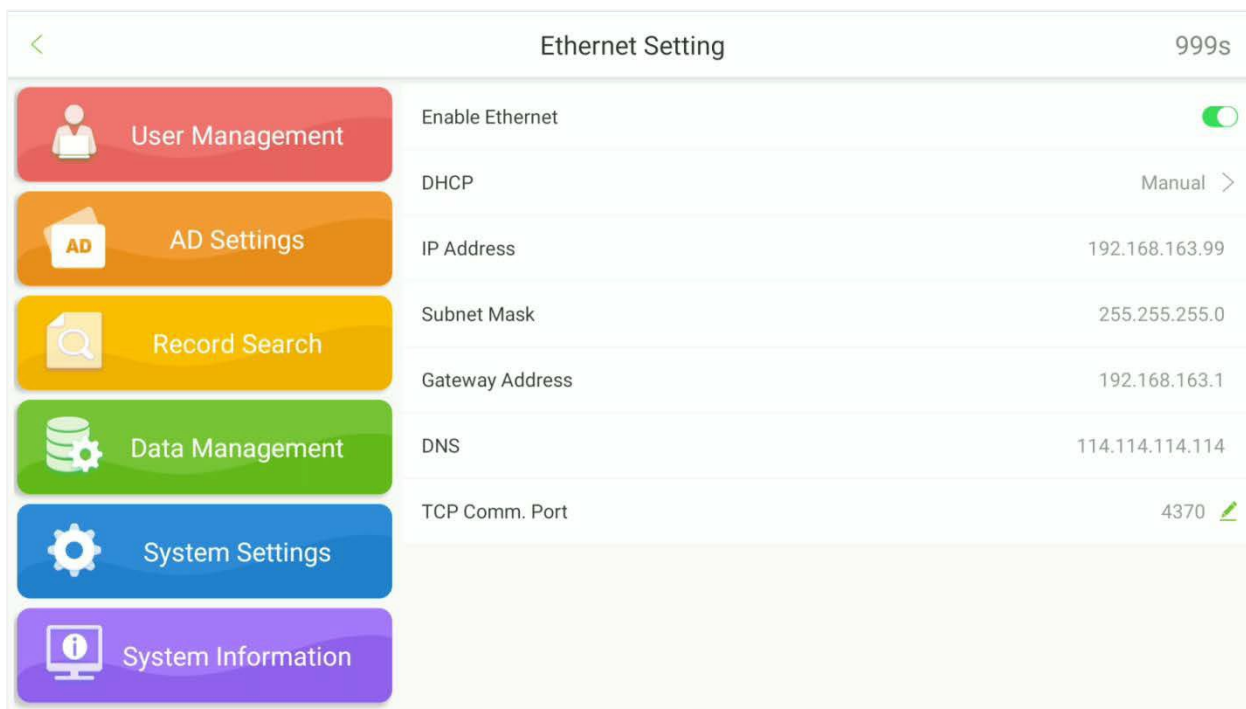 Ethernet Setting 999s
User Management
AD
AD Settings
Record Search
Data Management
System Settings
System Information
Enable Ethernet
DHCP Manual
IP Address 192.168.163.99
Subnet Mask 255.255.255.0
Gateway Address 192.168.163.1
DNS 114.114.114.114
TCP Comm. Port 4370